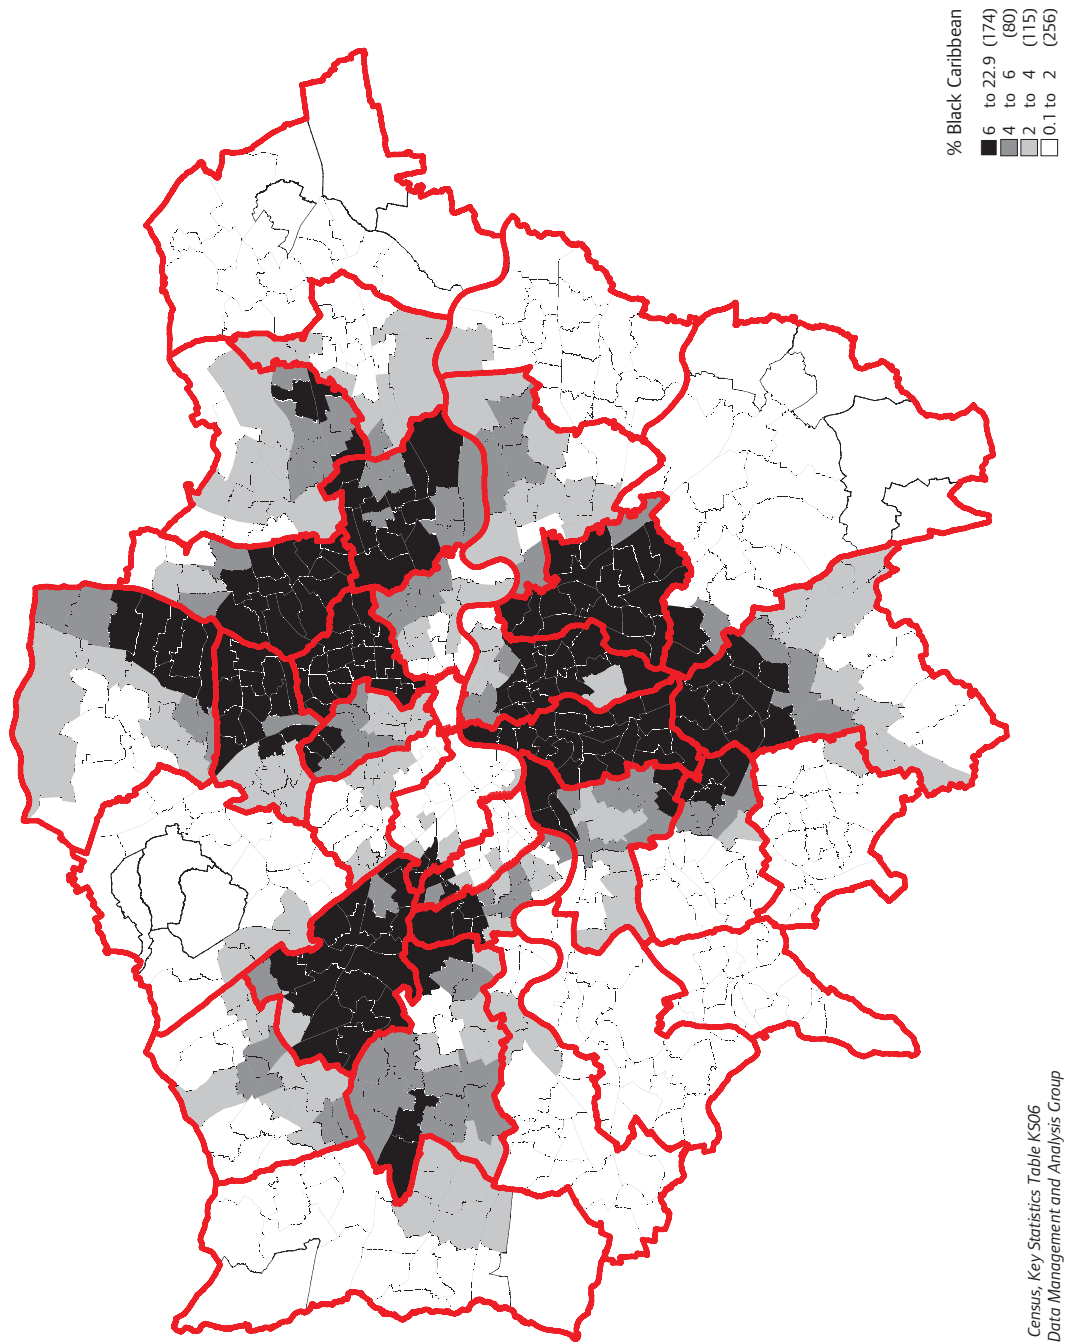 % Black Caribbean
6 to 22.9 (174)
4 to 6 (80)
2 to 4 (115)
0.1 to 2 (256)
Census, Key Statistics Table KS06
Data Management and Analysis Group